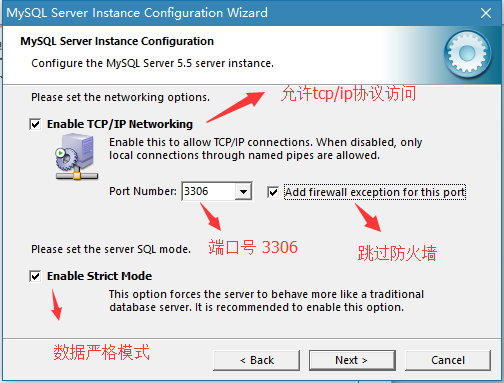 MySQL Server Instance Configuration Wizard
MySQL Server Instance Configuration
Configure the MySQL Server 5.5 server instance.
Please set the networking options.
允许tcp/ip协议访问
Enable TCP/IP Networking
Enable this to allow TCP/IP connections. When disabled, only
local connections through named pipes are allowed.
Port Number: 3306 Add firewall exception for this port
端口号 3306
跳过防火墙
Please set the server SQL mode.
Enable Strict Mode
This option forces the server to behave more like a traditional
database server. It is recommended to enable this option.
数据严格模式
< Back Next > Cancel